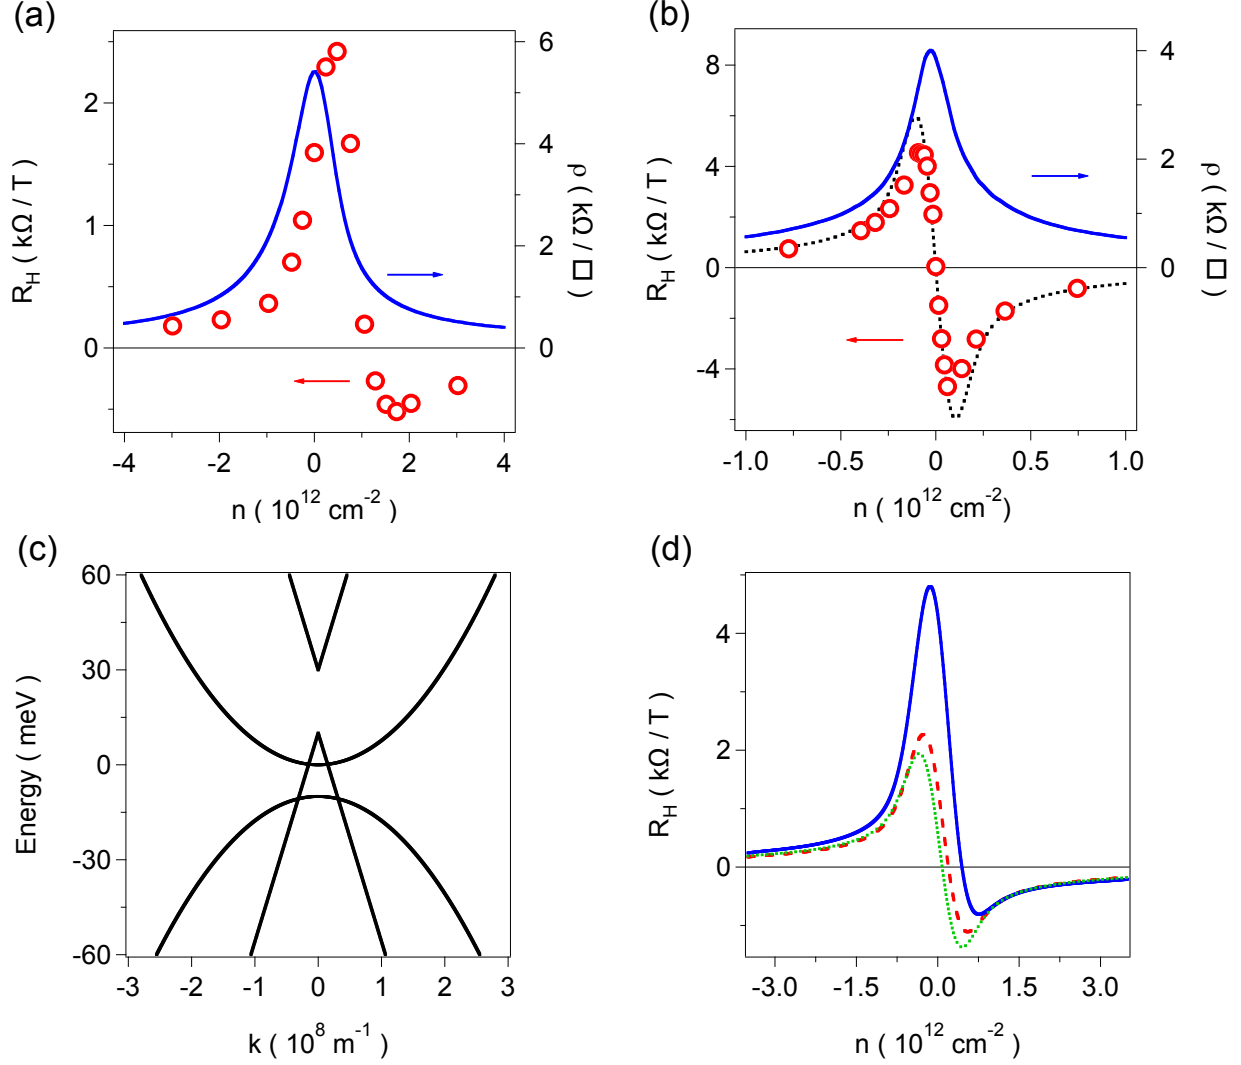 (a)
R_H ( kΩ / T )
2
1
0
6
4
2
0
ρ ( kΩ / □ )
-4 -2 0 2 4
n ( 10^12 cm^-2 )
(b)
R_H ( kΩ / T )
8
4
0
-4
4
2
0
ρ ( kΩ / □ )
-1.0 -0.5 0 0.5 1.0
n ( 10^12 cm^-2)
(c)
Energy ( meV )
60
30
0
-30
-60
-3 -2 -1 0 1 2 3
k ( 10^8 m^-1 )
(d)
R_H ( kΩ / T )
4
2
0
-3.0 -1.5 0.0 1.5 3.0
n ( 10^12 cm^-2 )